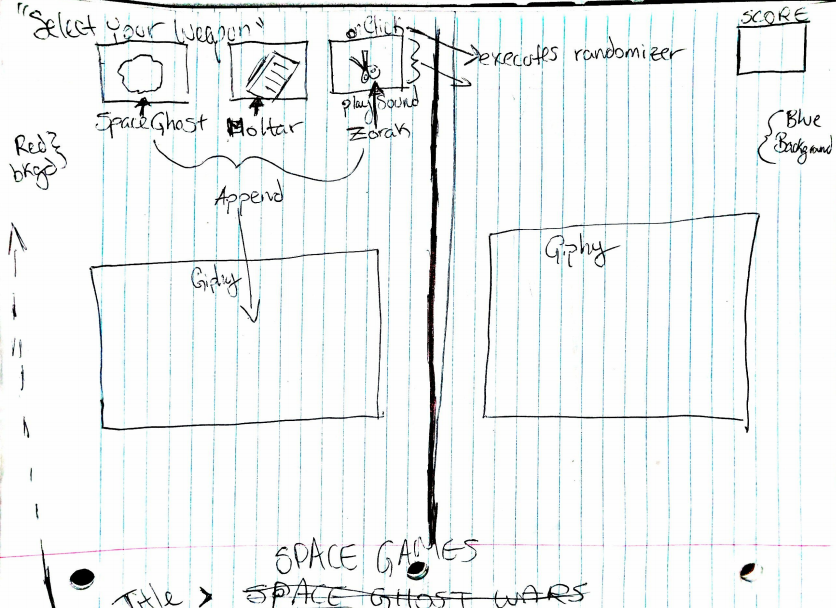 "Select your Weapon"
onClick
executes randomizer
SCORE
play Sound
SpaceGhost
Moltar
Zorak
Red
bkgd
Blue
Background
Append
Giphy
Giphy
SPACE GAMES
Title > SPACE GHOST WARS